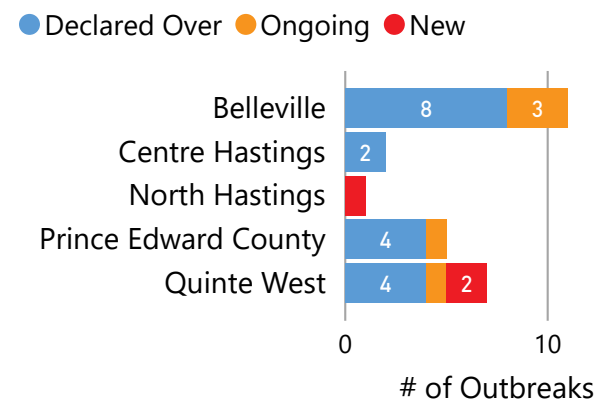 Declared Over Ongoing New
Belleville 8 3
Centre Hastings 2
North Hastings
Prince Edward County 4
Quinte West 4 2
0 10
# of Outbreaks